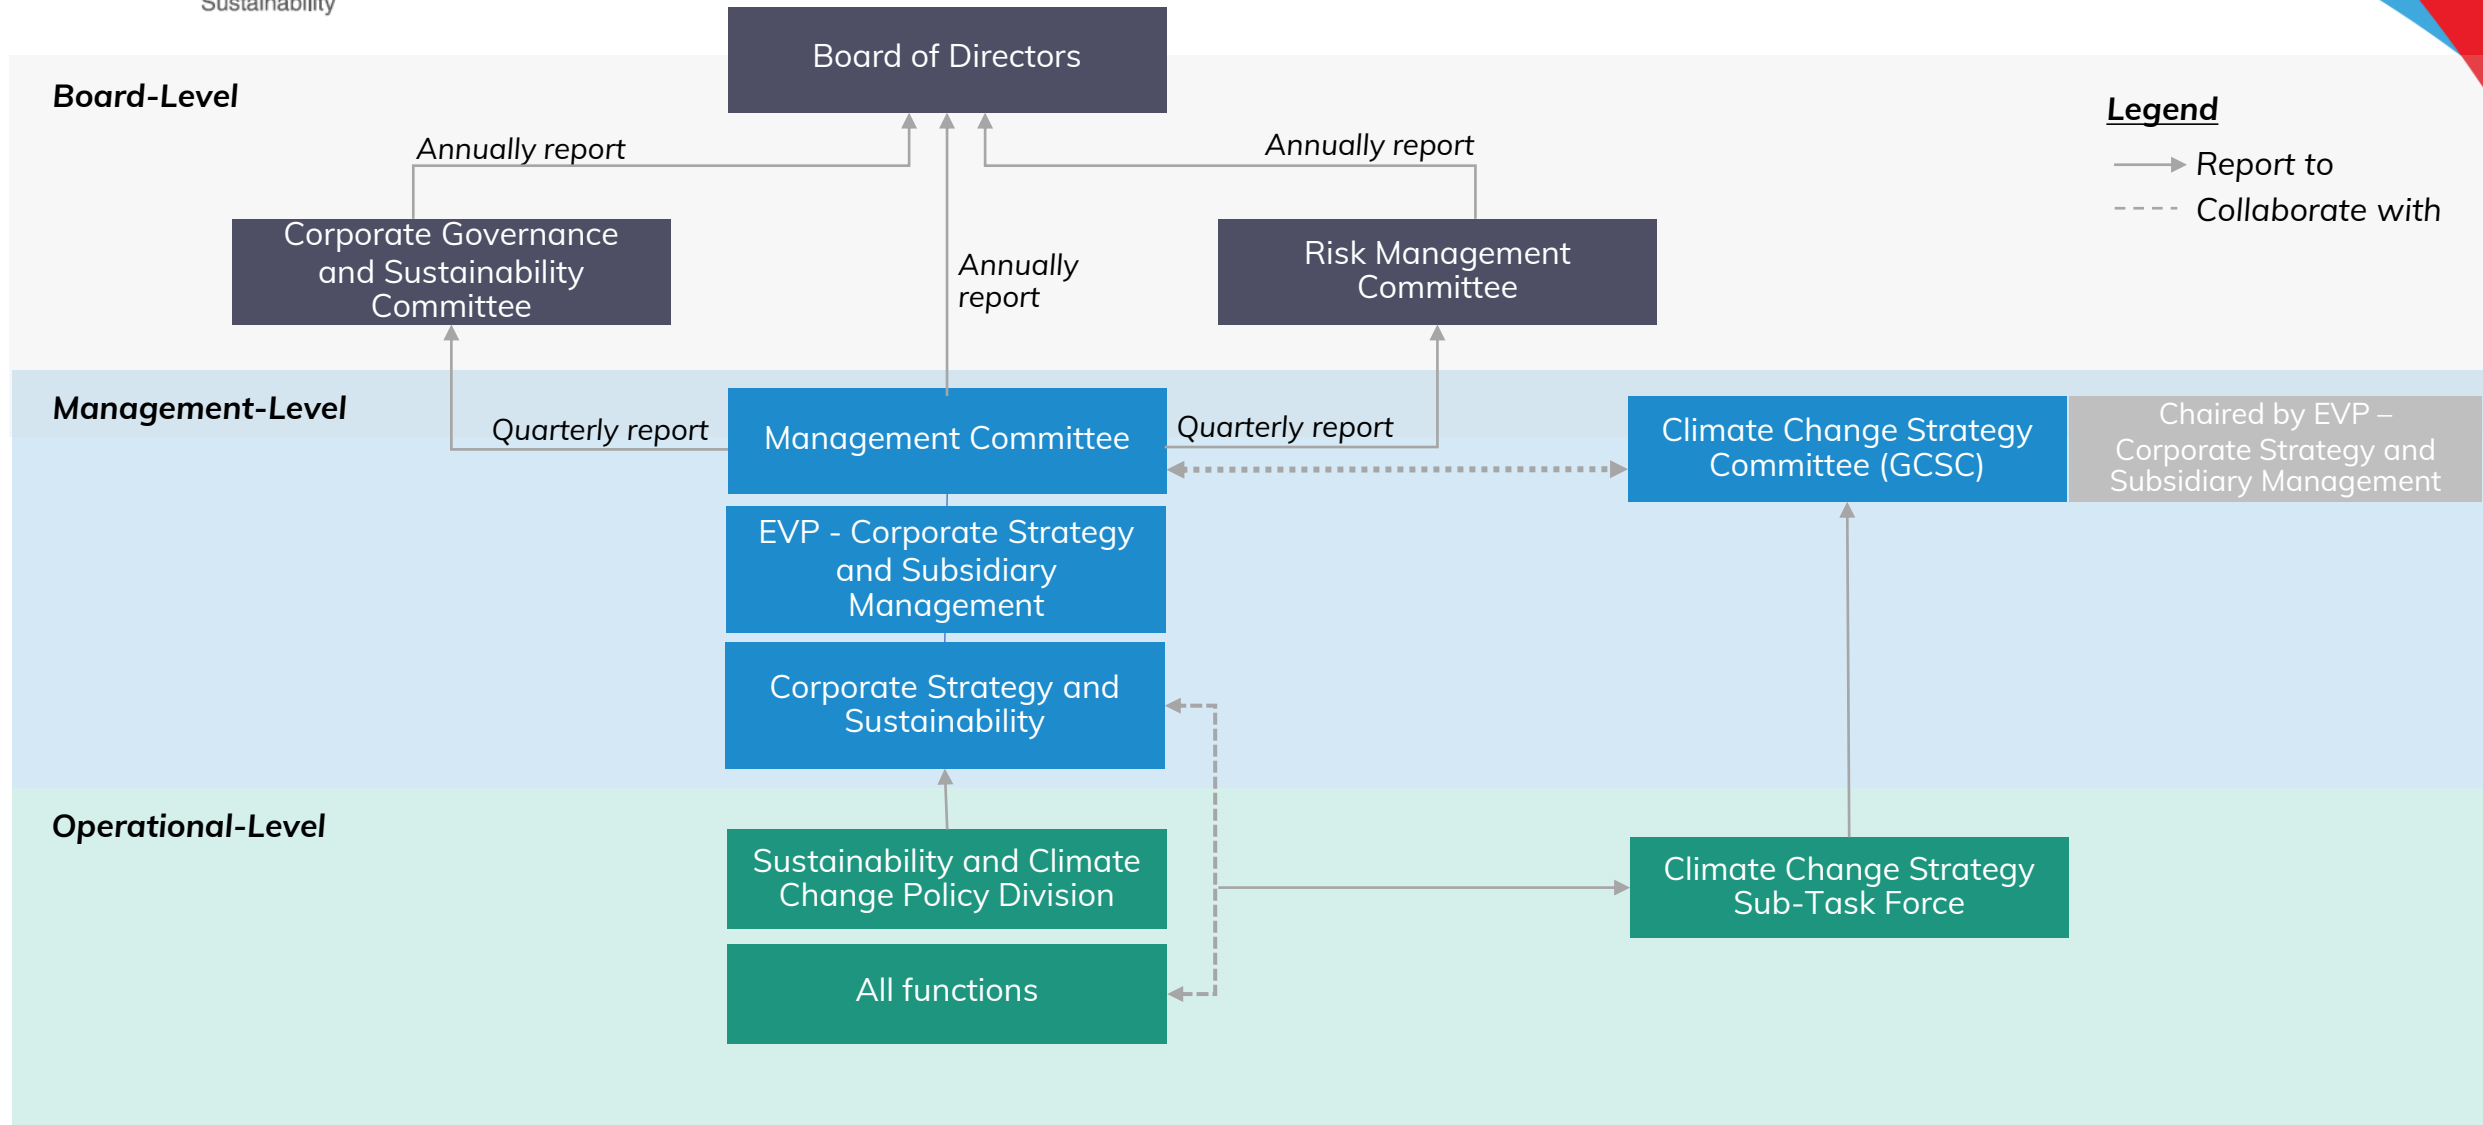 Sustainability
Board of Directors
Board-Level
Legend
Annually report
Annually report
Report to
Collaborate with
Corporate Governance
and Sustainability
Committee
Annually
report
Risk Management
Committee
Management-Level
Quarterly report
Management Committee
Quarterly report
Climate Change Strategy
Committee (GCSC)
Chaired by EVP –
Corporate Strategy and
Subsidiary Management
EVP - Corporate Strategy
and Subsidiary
Management
Corporate Strategy and
Sustainability
Operational-Level
Sustainability and Climate
Change Policy Division
Climate Change Strategy
Sub-Task Force
All functions